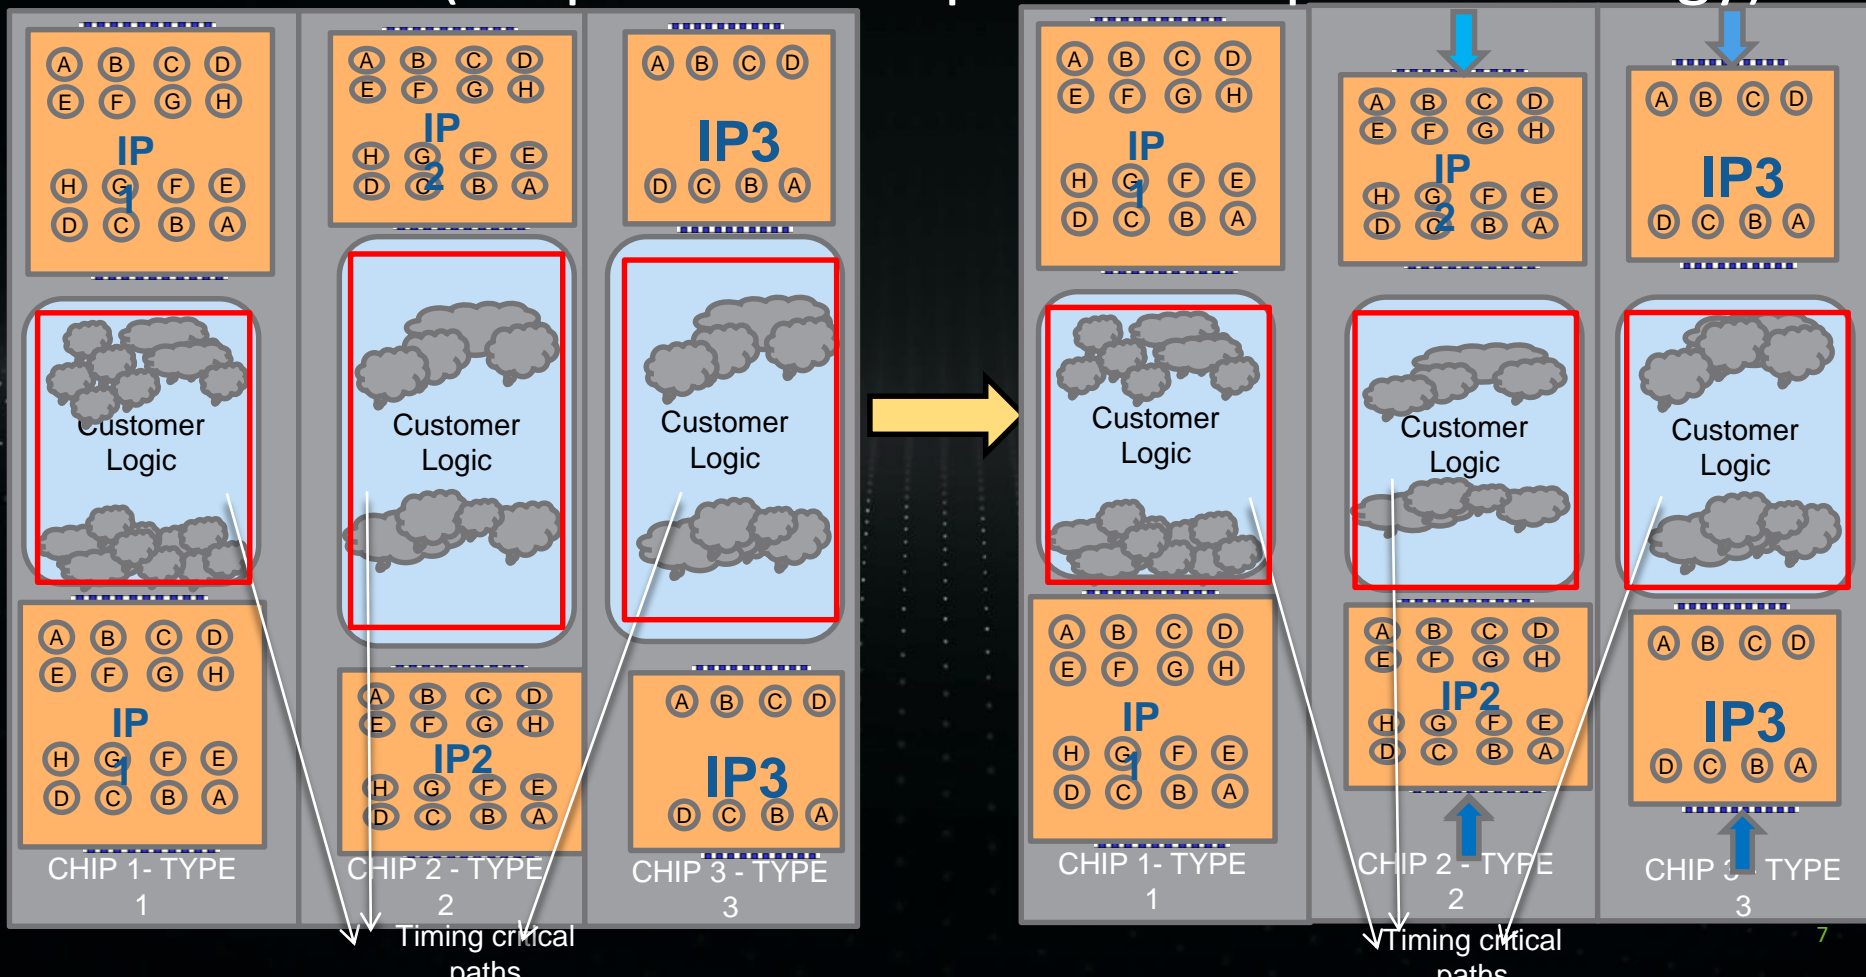 A B C D
E F G H
IP
1
H G F E
D C B A
Customer
Logic
A B C D
E F G H
IP
1
H G F E
D C B A
CHIP 1- TYPE
1
A B C D
E F G H
IP
2
H G F E
D C B A
Customer
Logic
A B C D
E F G H
IP2
H G F E
D C B A
CHIP 2 - TYPE
2
A B C D
IP3
D C B A
Customer
Logic
A B C D
IP3
D C B A
CHIP 3 - TYPE
3
Timing critical
paths
A B C D
E F G H
IP
1
H G F E
D C B A
Customer
Logic
A B C D
E F G H
IP
1
H G F E
D C B A
CHIP 1- TYPE
1
A B C D
E F G H
IP
2
H G F E
D C B A
Customer
Logic
A B C D
E F G H
IP2
H G F E
D C B A
CHIP 2 - TYPE
2
A B C D
IP3
D C B A
Customer
Logic
A B C D
IP3
D C B A
CHIP 3 - TYPE
3
Timing critical
paths
7